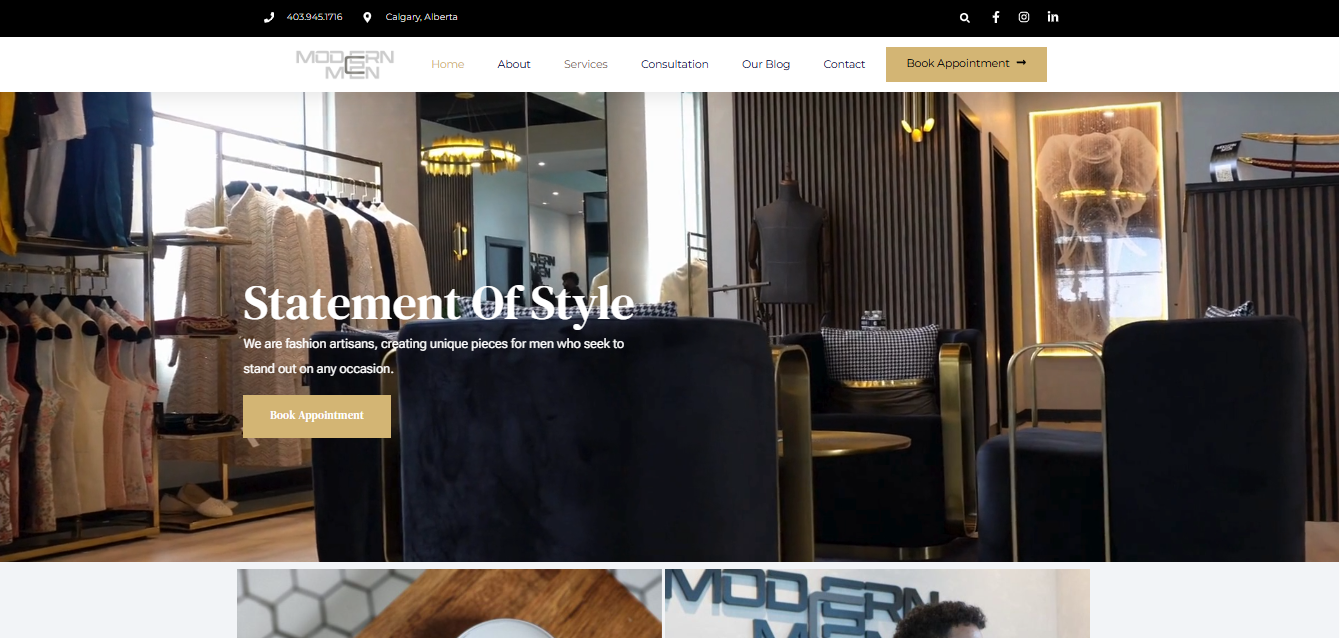 403.945.1716
Calgary, Alberta
MODERN
MEN
Home
About
Services
Consultation
Our Blog
Contact
Book Appointment
MEN
Statement Of Style
We are fashion artisans, creating unique pieces for men who seek to
stand out on any occasion.
Book Appointment
MODERN
MEN